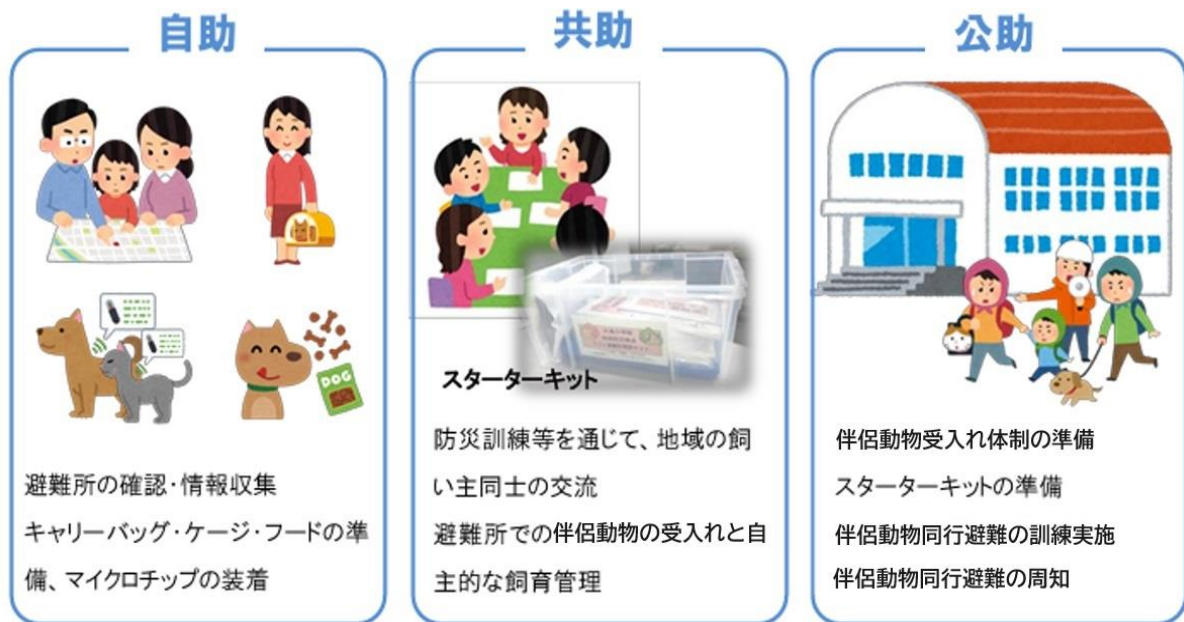 自助
DOG
避難所の確認・情報収集
キャリーバッグ・ケージ・フードの準
備、マイクロチップの装着
共助
スターターキット
防災訓練等を通じて、地域の飼
い主同士の交流
避難所での伴侶動物の受入れと自
主的な飼育管理
公助
伴侶動物受入れ体制の準備
スターターキットの準備
伴侶動物同行避難の訓練実施
伴侶動物同行避難の周知